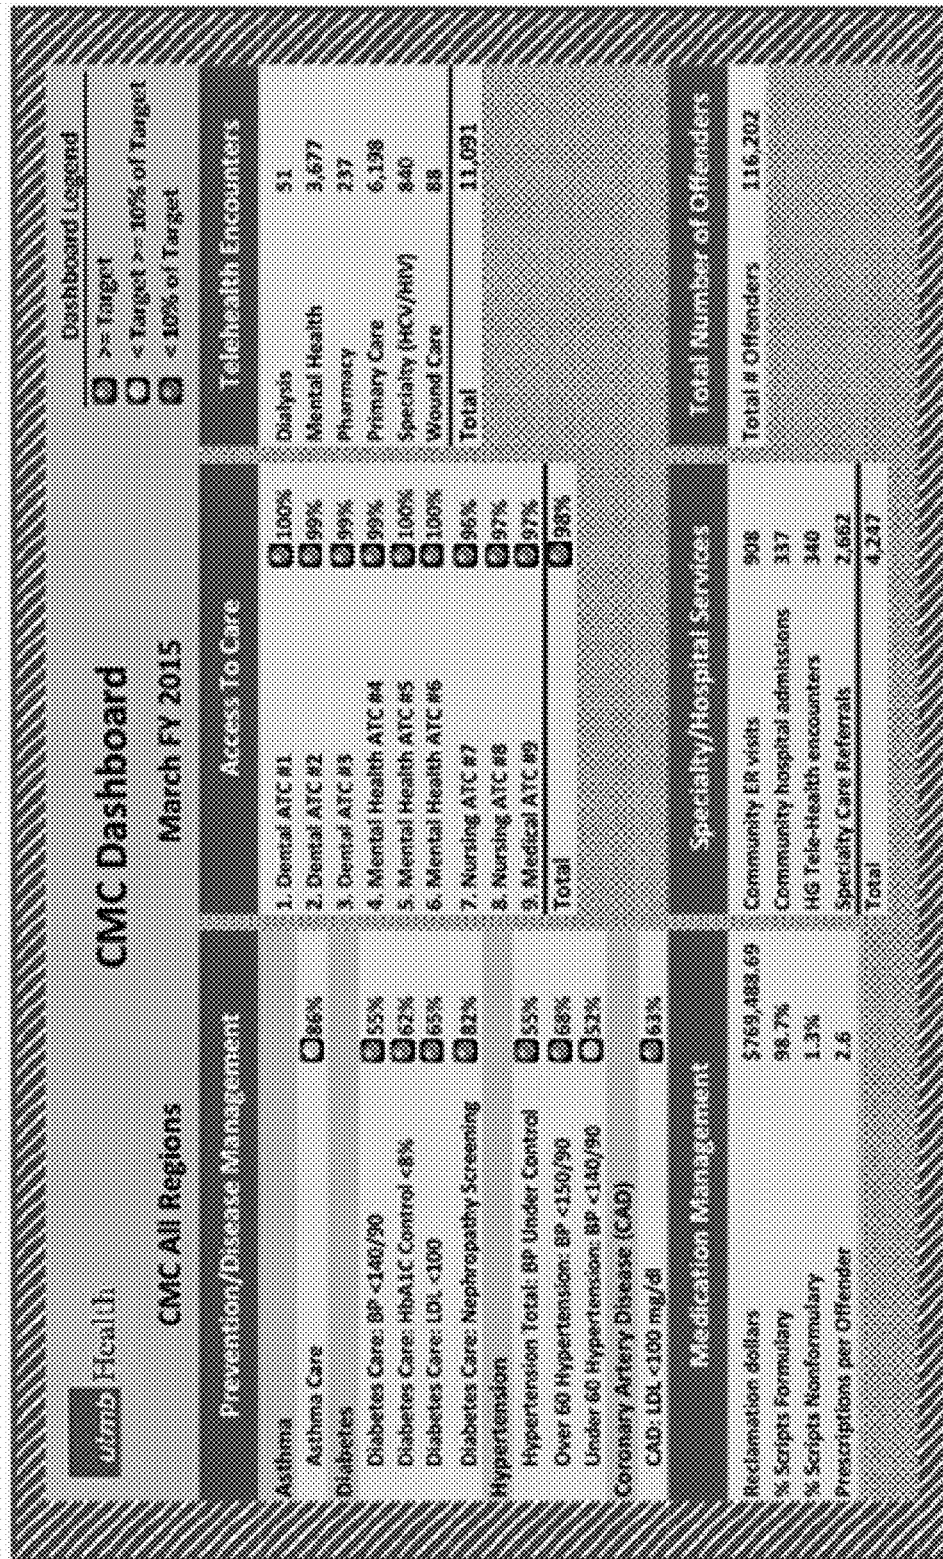 utmb Health
CMC Dashboard
Dashboard Legend
>= Target
< Target >= 10% of Target
< 10% of Target
CMC All Regions
March FY 2015
Prevention/Disease Management
Asthma
Asthma Care 86%
Diabetes
Diabetes Care: BP <140/90 55%
Diabetes Care: HbA1C Control <8% 62%
Diabetes Care: LDL <100 65%
Diabetes Care: Nephropathy Screening 82%
Hypertension
Hypertension Total: BP Under Control 55%
Over 60 Hypertension: BP <150/90 68%
Under 60 Hypertension: BP <140/90 52%
Coronary Artery Disease (CAD)
CAD: LDL <100 mg/dl 63%
Access To Care
1. Dental ATC #1 100%
2. Dental ATC #2 99%
3. Dental ATC #3 99%
4. Mental Health ATC #4 99%
5. Mental Health ATC #5 100%
6. Mental Health ATC #6 100%
7. Nursing ATC #7 96%
8. Nursing ATC #8 97%
9. Medical ATC #9 97%
Total 98%
Telehealth Encounters
Dialysis 51
Mental Health 3,677
Pharmacy 237
Primary Care 6,198
Specialty (HCV/HIV) 840
Wound Care 88
Total 11,091
Medication Management
Reclamation dollars $769,483.69
% Scripts Formulary 98.7%
% Scripts Nonformulary 1.3%
Prescriptions per Offender 2.6
Specialty/Hospital Services
Community ER visits 908
Community hospital admissions 337
HG Tele-Health encounters 340
Specialty Care Referrals 2,662
Total 4,247
Total Number of Offenders
Total # Offenders 116,202